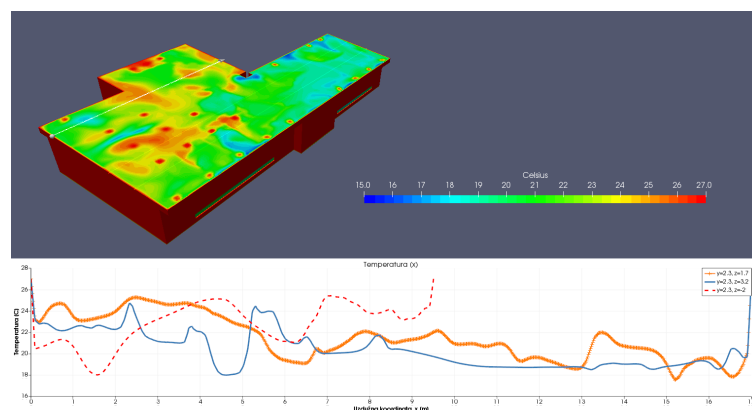 Celsius
15.0 16 17 18 19 20 21 22 23 24 25 26 27.0
Temperatura (x)
28
26
24
22
20
18
16
Temperatura (C)
y=2.3, z=1.7
y=2.3, z=3.2
y=2.3, z=-2
0 1 2 3 4 5 6 7 8 9 10 11 12 13 14 15 16
koordinata x (m)